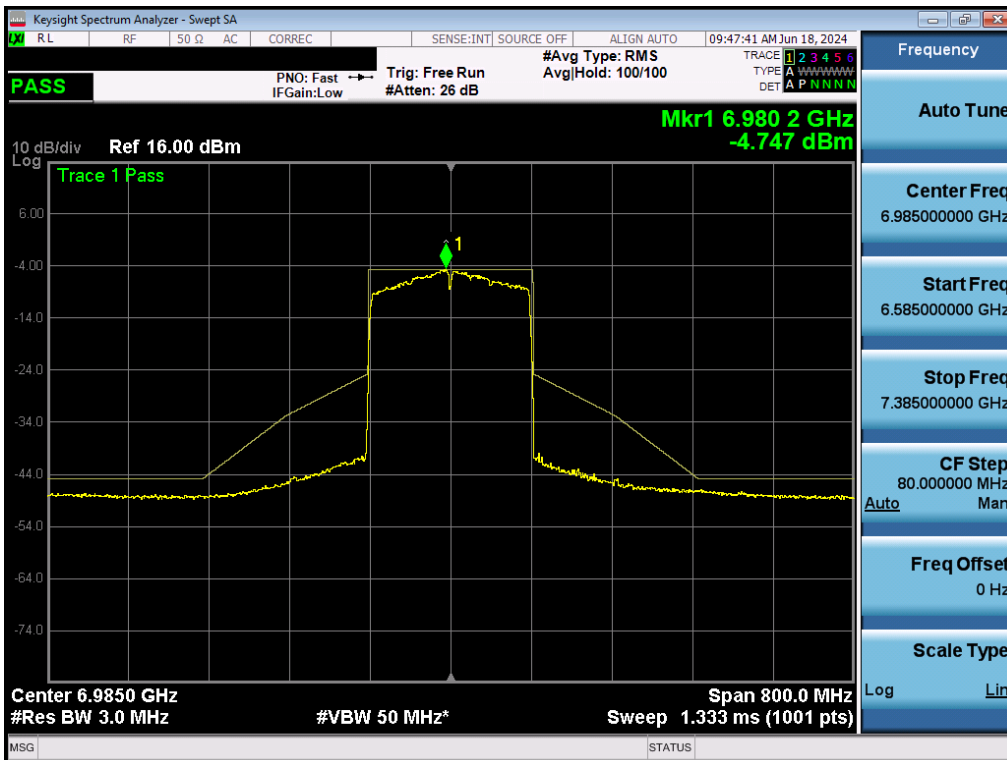 Keysight Spectrum Analyzer - Swept SA
LXI RL RF 50 Ω AC CORREC SENSE:INT SOURCE OFF ALIGN AUTO 09:47:41 AM Jun 18, 2024
Frequency
PASS
PNO: Fast
IFGain:Low
Trig: Free Run
#Atten: 26 dB
#Avg Type: RMS
Avg|Hold: 100/100
TRACE 1 2 3 4 5 6
TYPE A WWWWW
DET A P N N N N
Auto Tune
Mkr1 6.980 2 GHz
-4.747 dBm
10 dB/div Ref 16.00 dBm
Log
Trace 1 Pass
6.00
-4.00
-14.0
-24.0
-34.0
-44.0
-54.0
-64.0
-74.0
1
Center Freq
6.985000000 GHz
Start Freq
6.585000000 GHz
Stop Freq
7.385000000 GHz
CF Step
80.000000 MHz
Auto Man
Freq Offset
0 Hz
Scale Type
Log Lin
Center 6.9850 GHz Span 800.0 MHz
#Res BW 3.0 MHz #VBW 50 MHz* Sweep 1.333 ms (1001 pts)
MSG STATUS